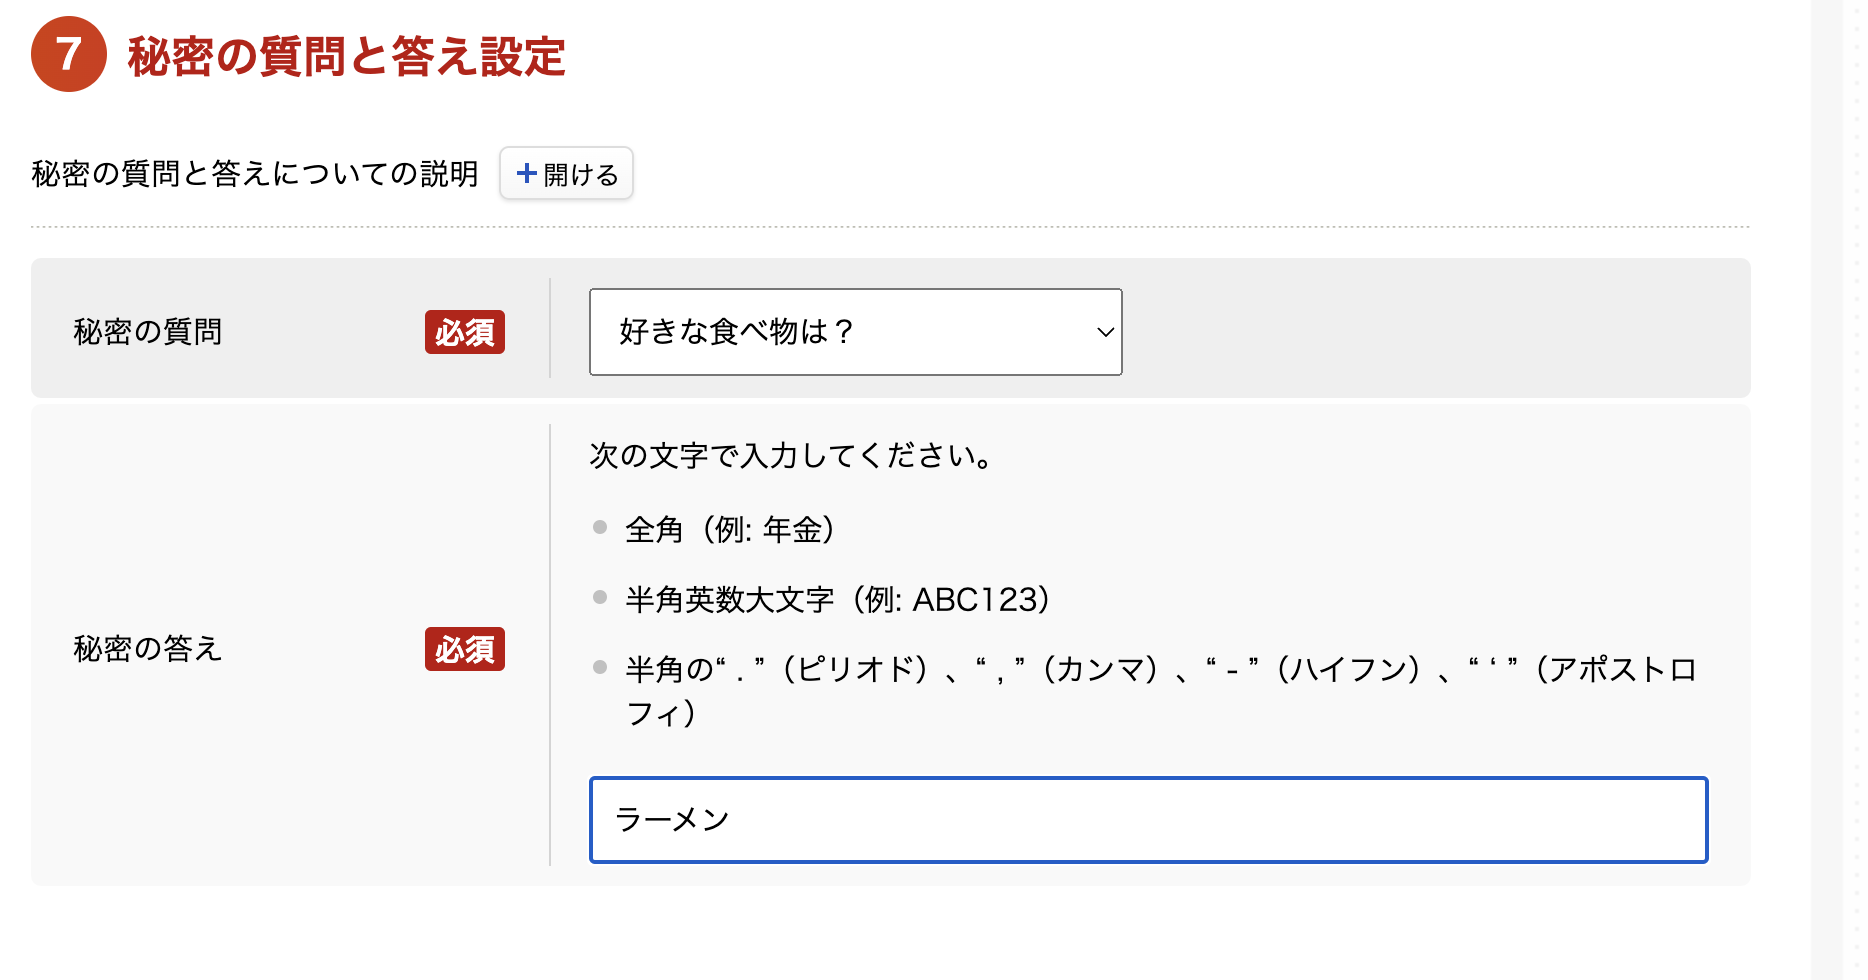 7 秘密の質問と答え設定
秘密の質問と答えについての説明 +開ける
秘密の質問 必須 好きな食べ物は？
次の文字で入力してください。
全角（例: 年金）
半角英数大文字（例: ABC123）
秘密の答え 必須
半角の“ . ”（ピリオド）、“ , ”（カンマ）、“ - ”（ハイフン）、“ ‘ ”（アポストロ
フィ）
ラーメン